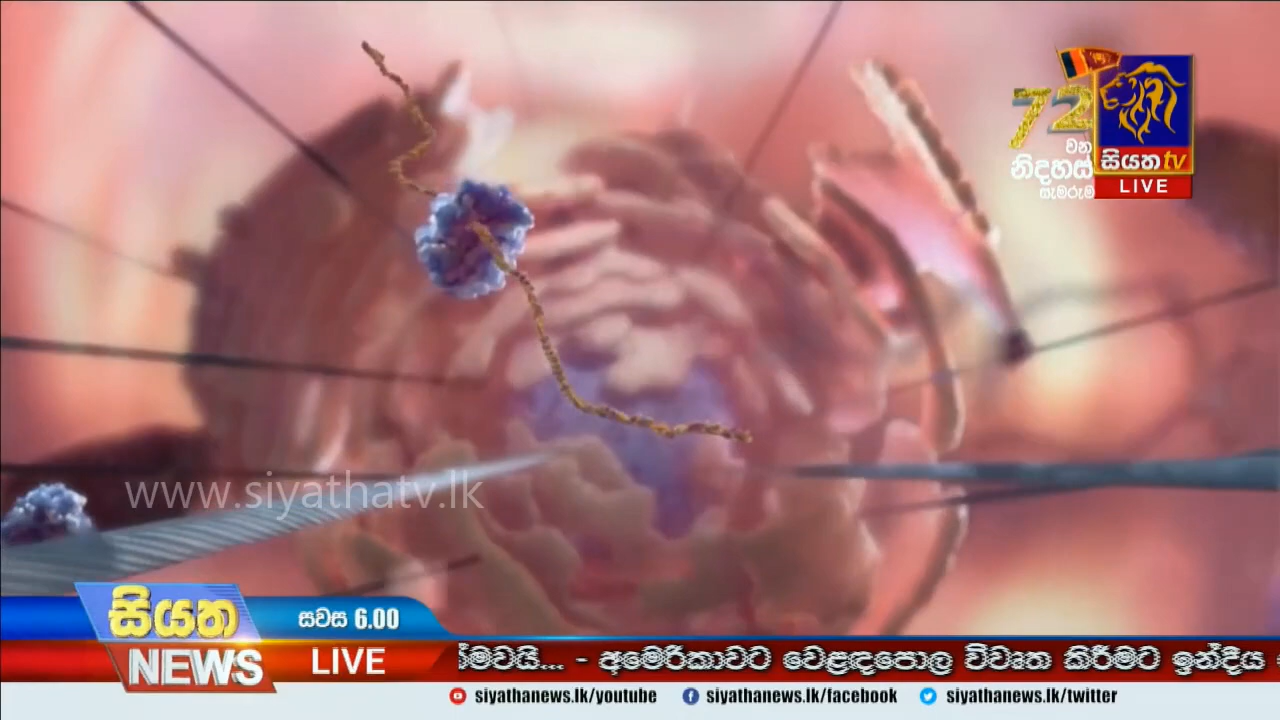 72
වන
නිදහස්
සැමරුම
සියත tv
LIVE
www.siyathatv.lk
සියත
NEWS
සවස 6.00
LIVE
- අමෙරිකාවට වෙළඳපොල විවෘත කිරීමට ඉන්දීය
siyathanews.lk/youtube
siyathanews.lk/facebook
siyathanews.lk/twitter